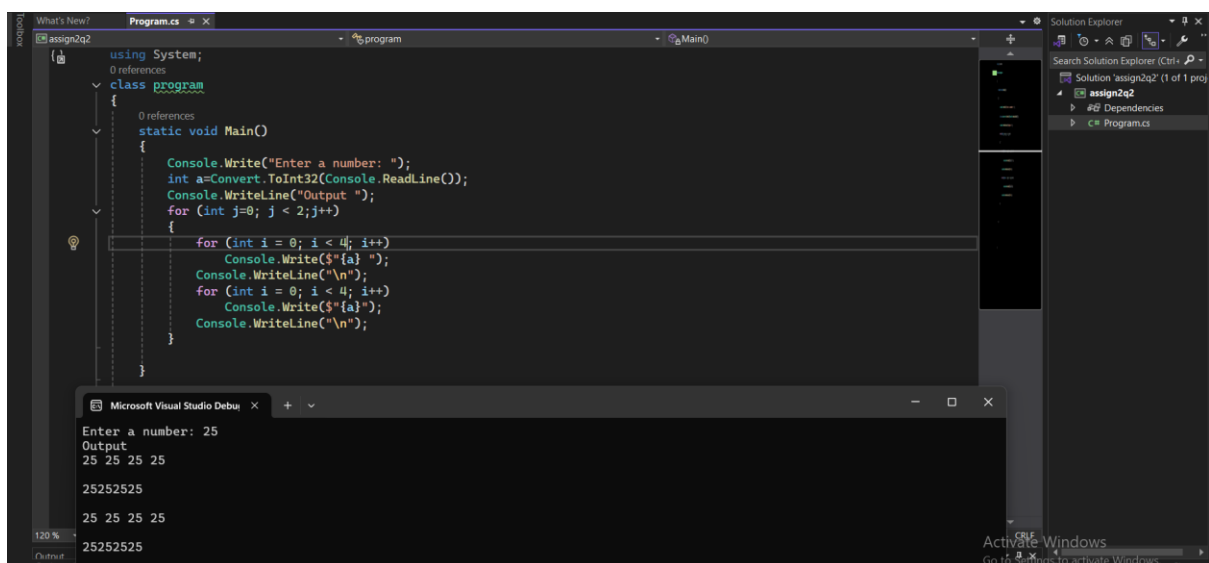 Toolbox
What's New?
Program.cs
Solution Explorer
assign2q2
program
Main()
using System;
0 references
class program
{
0 references
static void Main()
{
Console.Write("Enter a number: ");
int a=Convert.ToInt32(Console.ReadLine());
Console.WriteLine("Output ");
for (int j=0; j < 2;j++)
{
for (int i = 0; i < 4; i++)
Console.Write($"{a} ");
Console.WriteLine("\n");
for (int i = 0; i < 4; i++)
Console.Write($"{a}");
Console.WriteLine("\n");
}
}
Search Solution Explorer (Ctrl+
Solution 'assign2q2' (1 of 1 proj
assign2q2
Dependencies
C# Program.cs
Microsoft Visual Studio Debu
Enter a number: 25
Output
25 25 25 25
25252525
25 25 25 25
25252525
120 %
CRLF
Output
Activate Windows
Go to Settings to activate Windows.